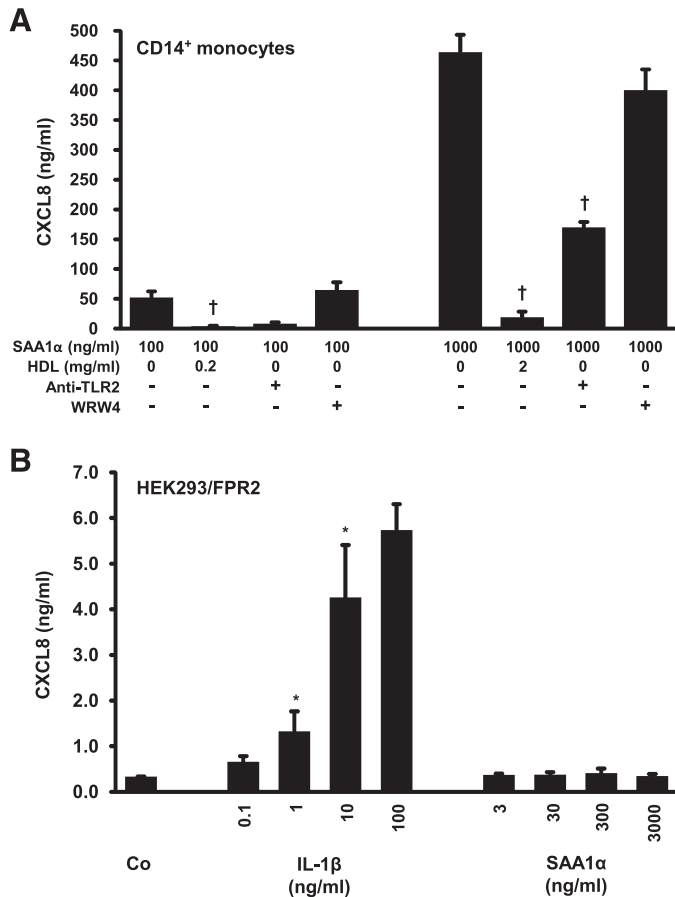 A
CD14+ monocytes
CXCL8 (ng/ml)
500
450
400
350
300
250
200
150
100
50
0
†
†
†
SAA1α (ng/ml) 100 100 100 100 1000 1000 1000 1000
HDL (mg/ml) 0 0.2 0 0 0 2 0 0
Anti-TLR2 - - + - - - + -
WRW4 - - - + - - - +
B
HEK293/FPR2
CXCL8 (ng/ml)
7.0
6.0
5.0
4.0
3.0
2.0
1.0
0.0
*
*
0.1 1 10 100 3 30 300 3000
Co IL-1β SAA1α
(ng/ml) (ng/ml)